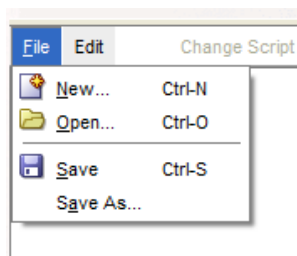 File Edit Change Script
New... Ctrl-N
Open... Ctrl-O
Save Ctrl-S
Save As...